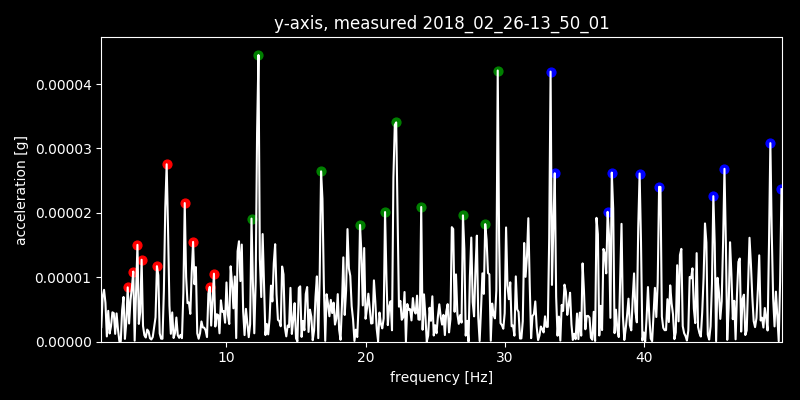 y-axis, measured 2018_02_26-13_50_01
acceleration [g]
0.00004
0.00003
0.00002
0.00001
0.00000
10 20 30 40
frequency [Hz]